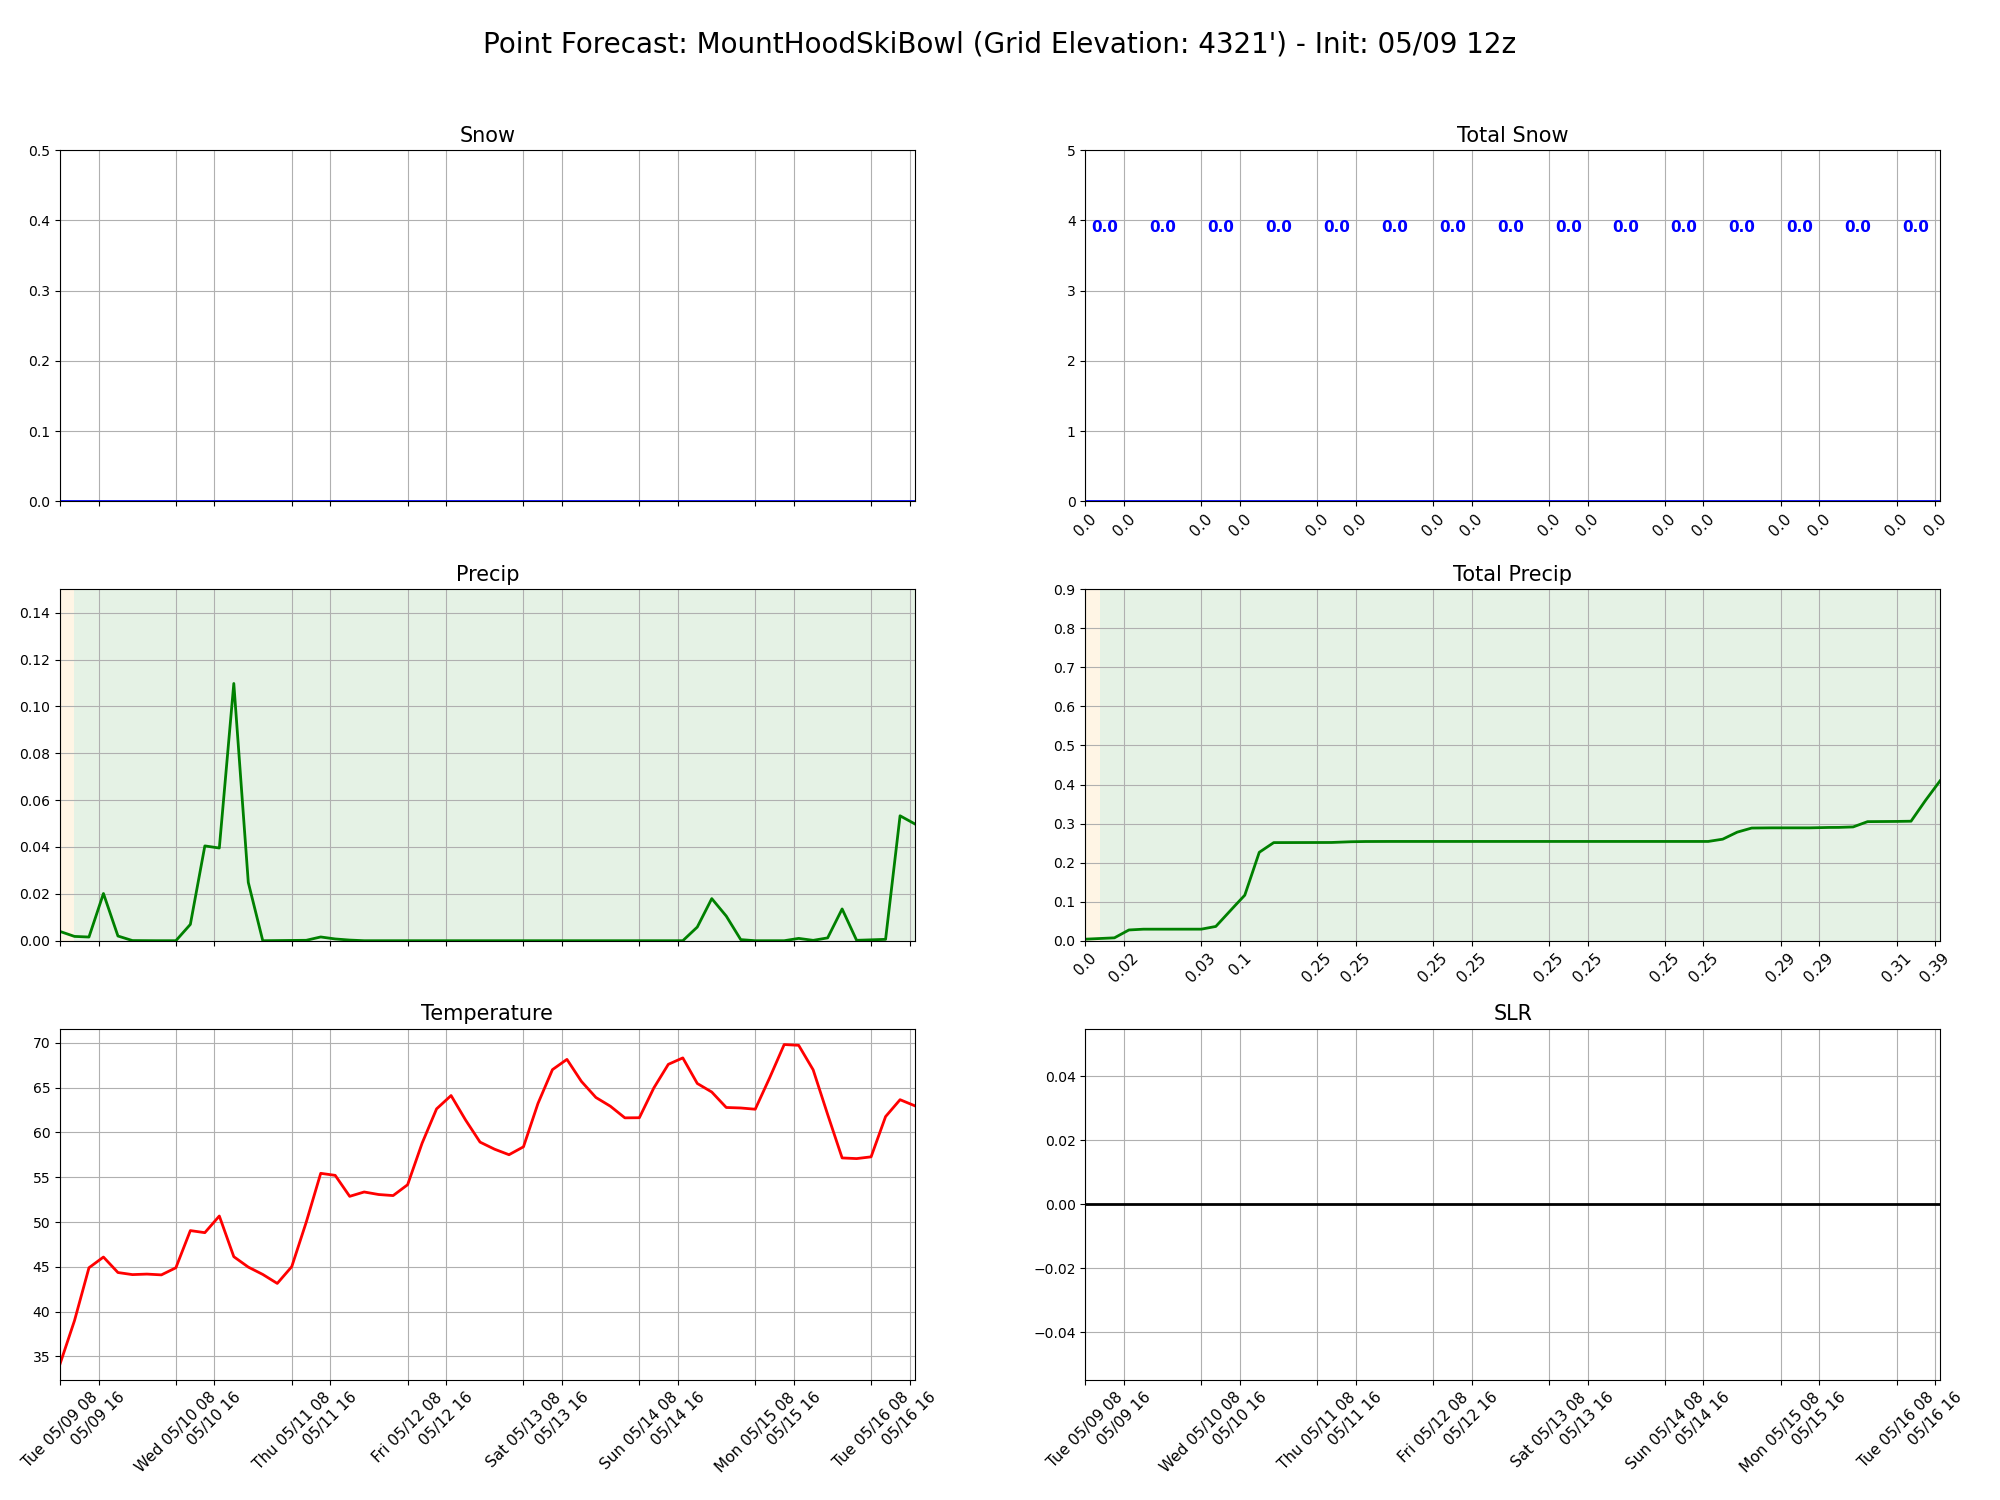 Point Forecast: MountHoodSkiBowl (Grid Elevation: 4321') - Init: 05/09 12z
Snow
0.5
0.4
0.3
0.2
0.1
0.0
Total Snow
5
4
3
2
1
0
0.0 0.0 0.0 0.0 0.0 0.0 0.0 0.0 0.0 0.0 0.0 0.0 0.0 0.0 0.0
0.0 0.0 0.0 0.0 0.0 0.0 0.0 0.0 0.0 0.0 0.0 0.0 0.0 0.0 0.0 0.0
Precip
0.14
0.12
0.10
0.08
0.06
0.04
0.02
0.00
Total Precip
0.9
0.8
0.7
0.6
0.5
0.4
0.3
0.2
0.1
0.0
0.0 0.02 0.03 0.1 0.25 0.25 0.25 0.25 0.25 0.25 0.25 0.25 0.29 0.29 0.31 0.39
Temperature
70
65
60
55
50
45
40
35
Tue 05/09 08
05/09 16
Wed 05/10 08
05/10 16
Thu 05/11 08
05/11 16
Fri 05/12 08
05/12 16
Sat 05/13 08
05/13 16
Sun 05/14 08
05/14 16
Mon 05/15 08
05/15 16
Tue 05/16 08
05/16 16
SLR
0.04
0.02
0.00
−0.02
−0.04
Tue 05/09 08
05/09 16
Wed 05/10 08
05/10 16
Thu 05/11 08
05/11 16
Fri 05/12 08
05/12 16
Sat 05/13 08
05/13 16
Sun 05/14 08
05/14 16
Mon 05/15 08
05/15 16
Tue 05/16 08
05/16 16